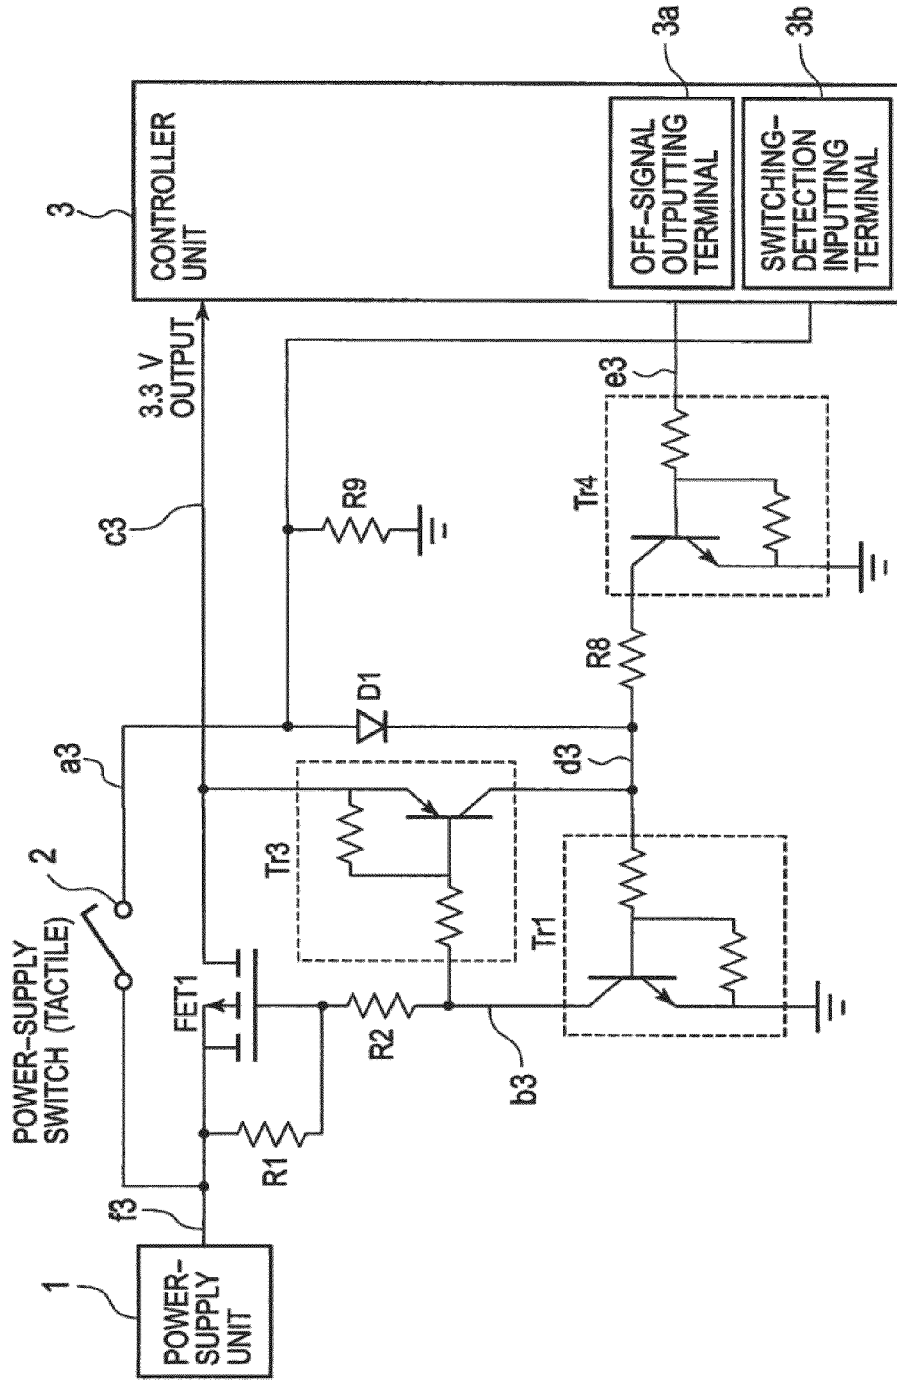 POWER-SUPPLY
SWITCH (TACTILE)
2
a3
c3
3.3 V
OUTPUT
3
CONTROLLER
UNIT
1
f3
POWER-
SUPPLY
UNIT
FET1
R1
R2
b3
Tr3
D1
R9
Tr1
d3
R8
Tr4
e3
OFF-SIGNAL
OUTPUTTING
TERMINAL
3a
SWITCHING-
DETECTION
INPUTTING
TERMINAL
3b